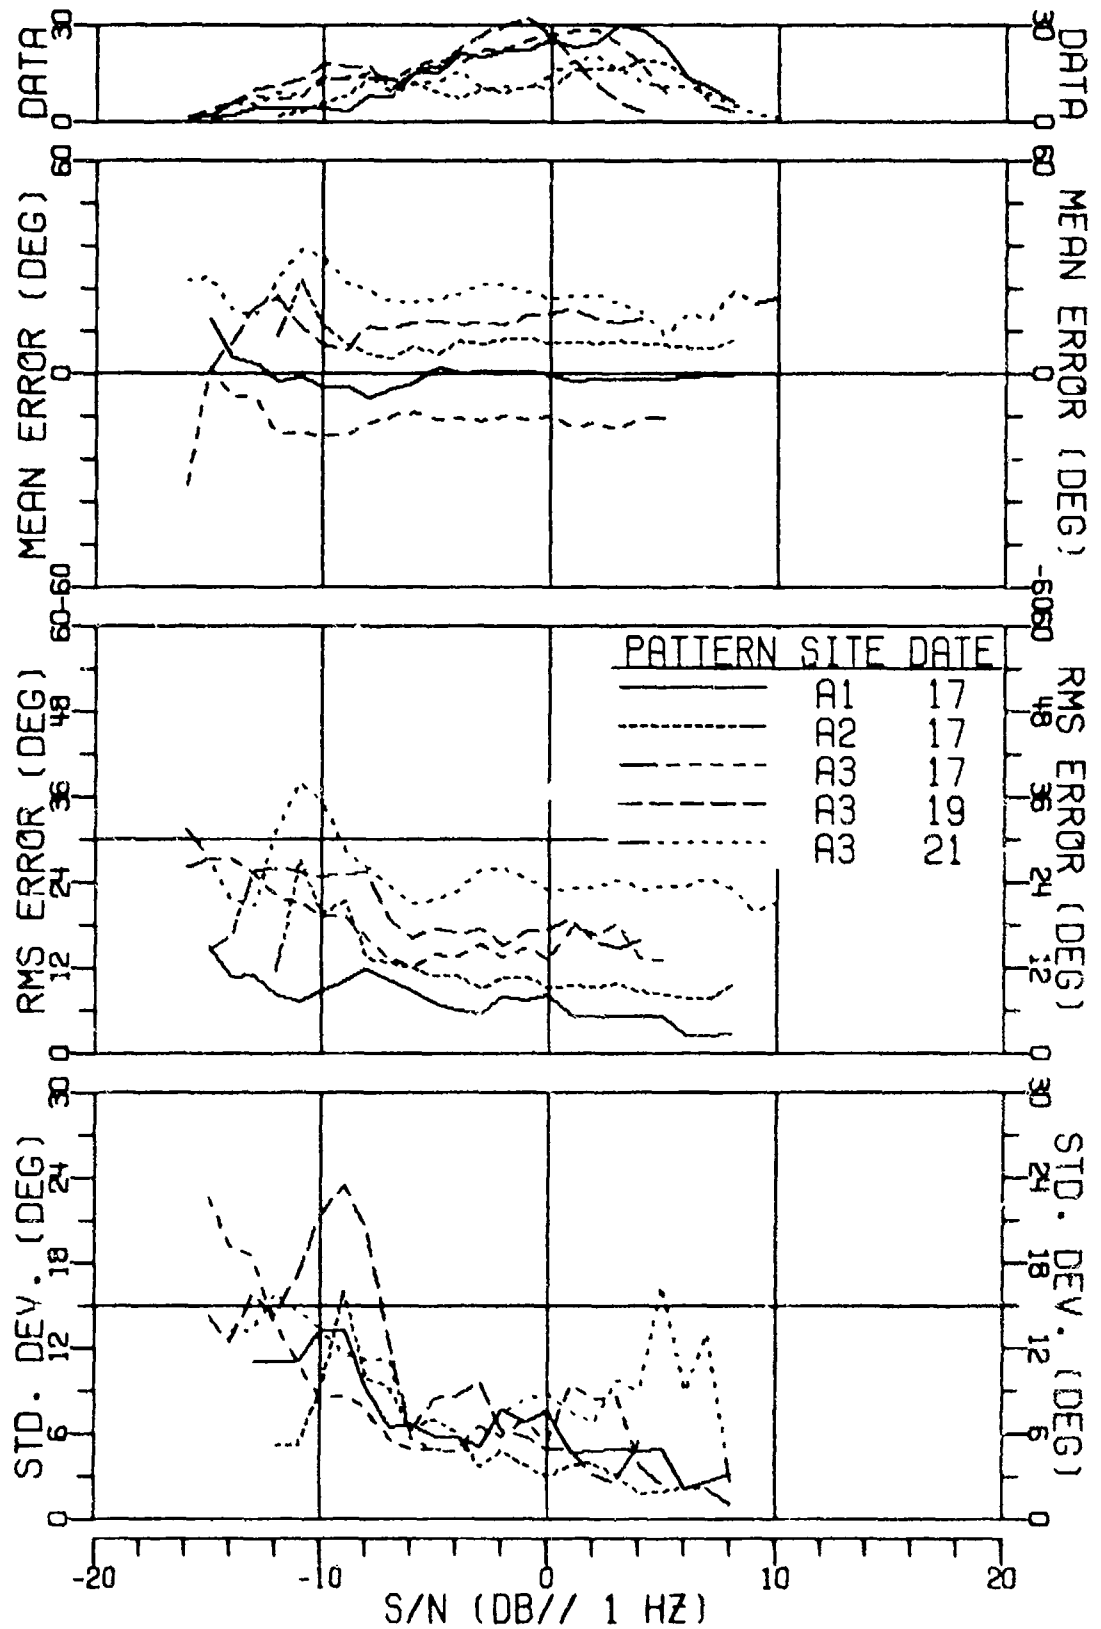 30
DATA
0
30
DATA
0
60
MEAN ERROR (DEG)
0
-60
60
MEAN ERROR (DEG)
0
-60
60
48
RMS ERROR (DEG)
36
24
12
0
PATTERN SITE DATE
A1 17
A2 17
A3 17
A3 19
A3 21
60
48
RMS ERROR (DEG)
36
24
12
0
30
24
STD. DEV. (DEG)
18
12
6
0
30
24
STD. DEV. (DEG)
18
12
6
0
-20 -10 0 10 20
S/N (DB// 1 HZ)